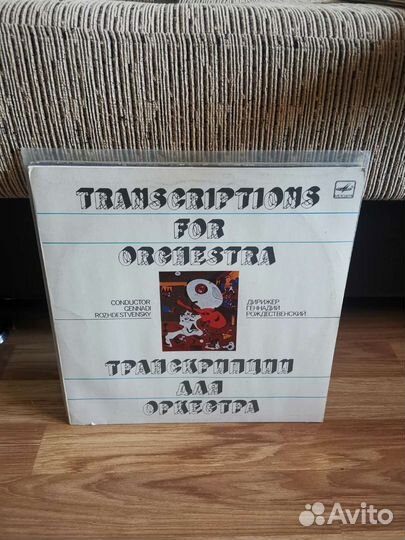 TRANSCRIPTIONS
FOR
ORCHESTRA
CONDUCTOR
GENNADI
ROZHDESTVENSKY
ДИРИЖЕР
ГЕННАДИЙ
РОЖДЕСТВЕНСКИЙ
ТРАНСКРИПЦИИ
ДЛЯ
ОРКЕСТРА
Avito